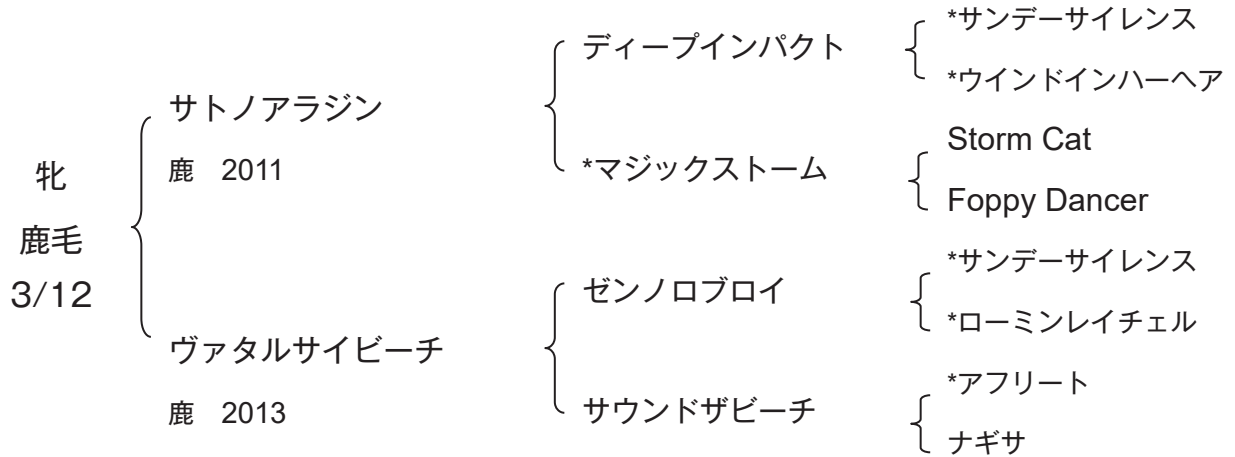 牝
鹿毛
3/12
サトノアラジン
鹿 2011
ヴァタルサイビーチ
鹿 2013
ディープインパクト
*マジックストーム
ゼンノロブロイ
サウンドザビーチ
*サンデーサイレンス
*ウインドインハーヘア
Storm Cat
Foppy Dancer
*サンデーサイレンス
*ローミンレイチェル
*アフリート
ナギサ